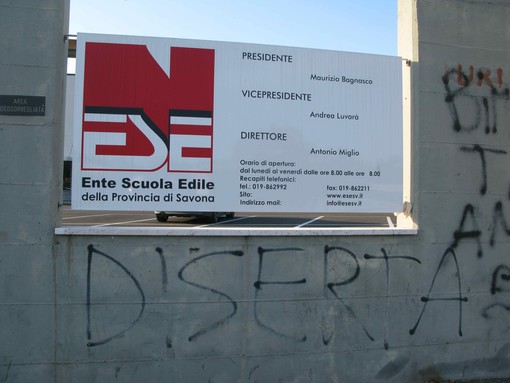 AREA
VIDEOSORVEGLIATA
ESE
Ente Scuola Edile
della Provincia di Savona
PRESIDENTE
Maurizio Bagnasco
VICEPRESIDENTE
Andrea Luvarà
DIRETTORE
Antonio Miglio
Orario di apertura:
dal lunedì al venerdì dalle ore 8.00 alle ore 8.00
Recapiti telefonici:
tel.: 019-862992 fax: 019-862211
Sito: www.esesv.it
Indirizzo mail: info@esesv.it
URI
DISERTA